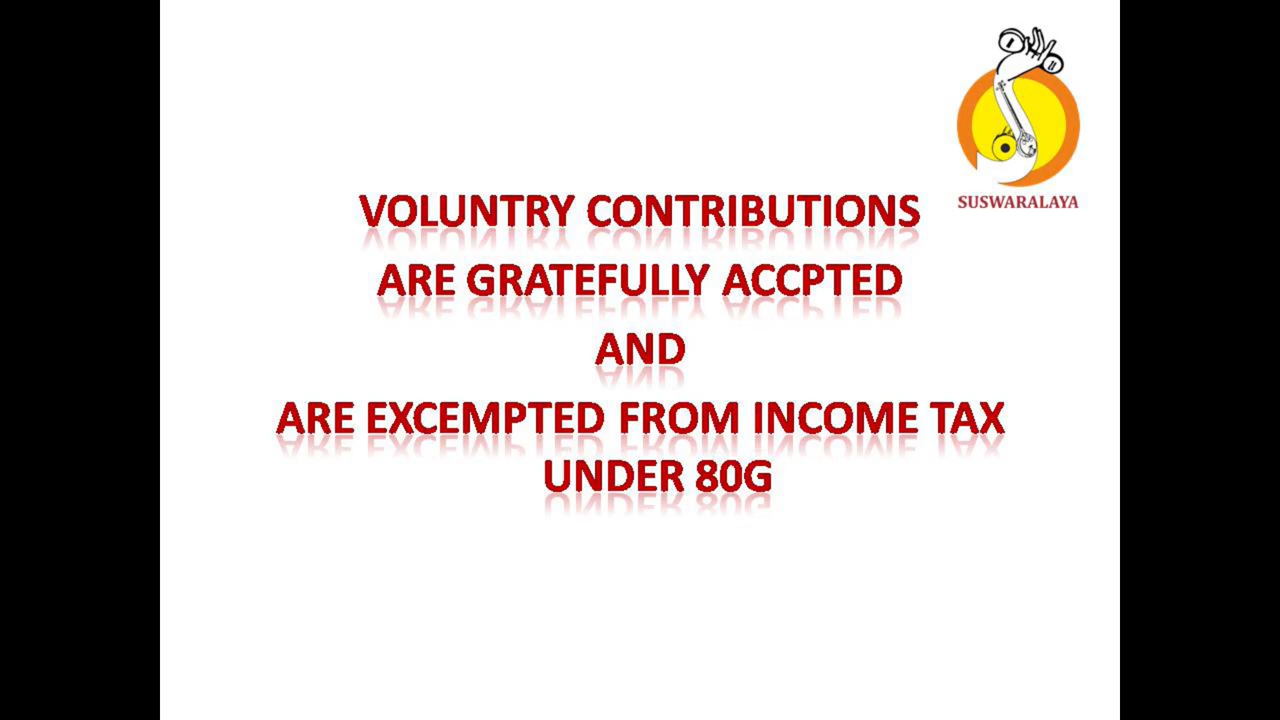 SUSWARALAYA
VOLUNTRY CONTRIBUTIONS
ARE GRATEFULLY ACCPTED
AND
ARE EXCEMPTED FROM INCOME TAX
UNDER 80G